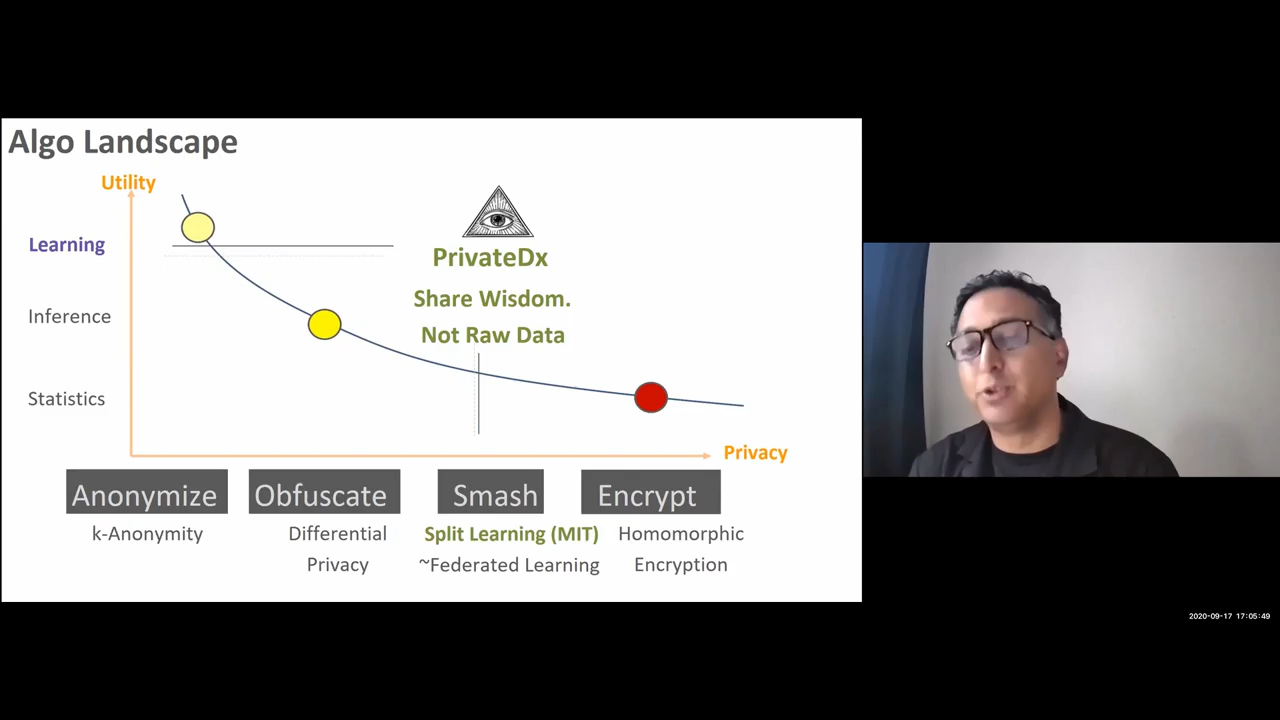 Algo Landscape
Utility
Learning
Inference
Statistics
PrivateDx
Share Wisdom.
Not Raw Data
Privacy
Anonymize
Obfuscate
Smash
Encrypt
k-Anonymity
Differential
Privacy
Split Learning (MIT)
~Federated Learning
Homomorphic
Encryption
2020-09-17 17:05:49